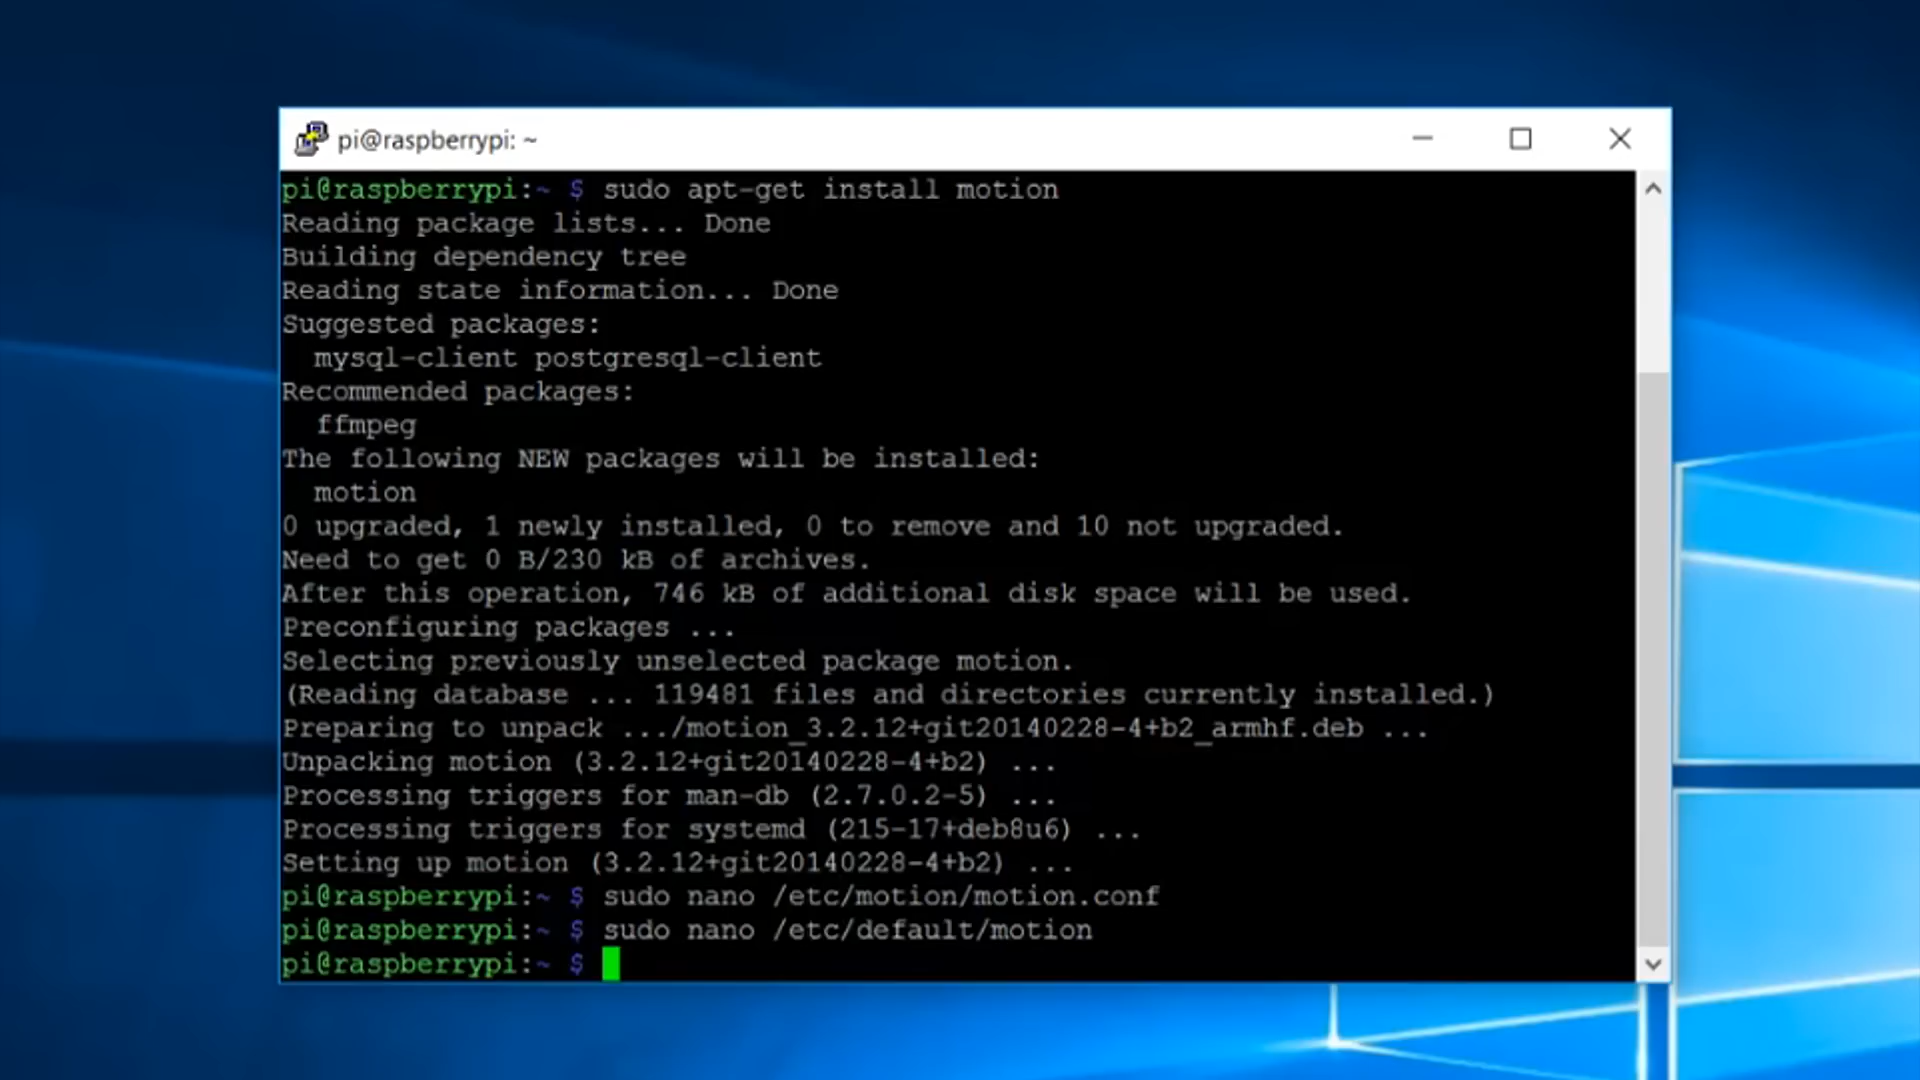 pi@raspberrypi: ~
pi@raspberrypi:~ $ sudo apt-get install motion
Reading package lists... Done
Building dependency tree
Reading state information... Done
Suggested packages:
  mysql-client postgresql-client
Recommended packages:
  ffmpeg
The following NEW packages will be installed:
  motion
0 upgraded, 1 newly installed, 0 to remove and 10 not upgraded.
Need to get 0 B/230 kB of archives.
After this operation, 746 kB of additional disk space will be used.
Preconfiguring packages ...
Selecting previously unselected package motion.
(Reading database ... 119481 files and directories currently installed.)
Preparing to unpack .../motion_3.2.12+git20140228-4+b2_armhf.deb ...
Unpacking motion (3.2.12+git20140228-4+b2) ...
Processing triggers for man-db (2.7.0.2-5) ...
Processing triggers for systemd (215-17+deb8u6) ...
Setting up motion (3.2.12+git20140228-4+b2) ...
pi@raspberrypi:~ $ sudo nano /etc/motion/motion.conf
pi@raspberrypi:~ $ sudo nano /etc/default/motion
pi@raspberrypi:~ $